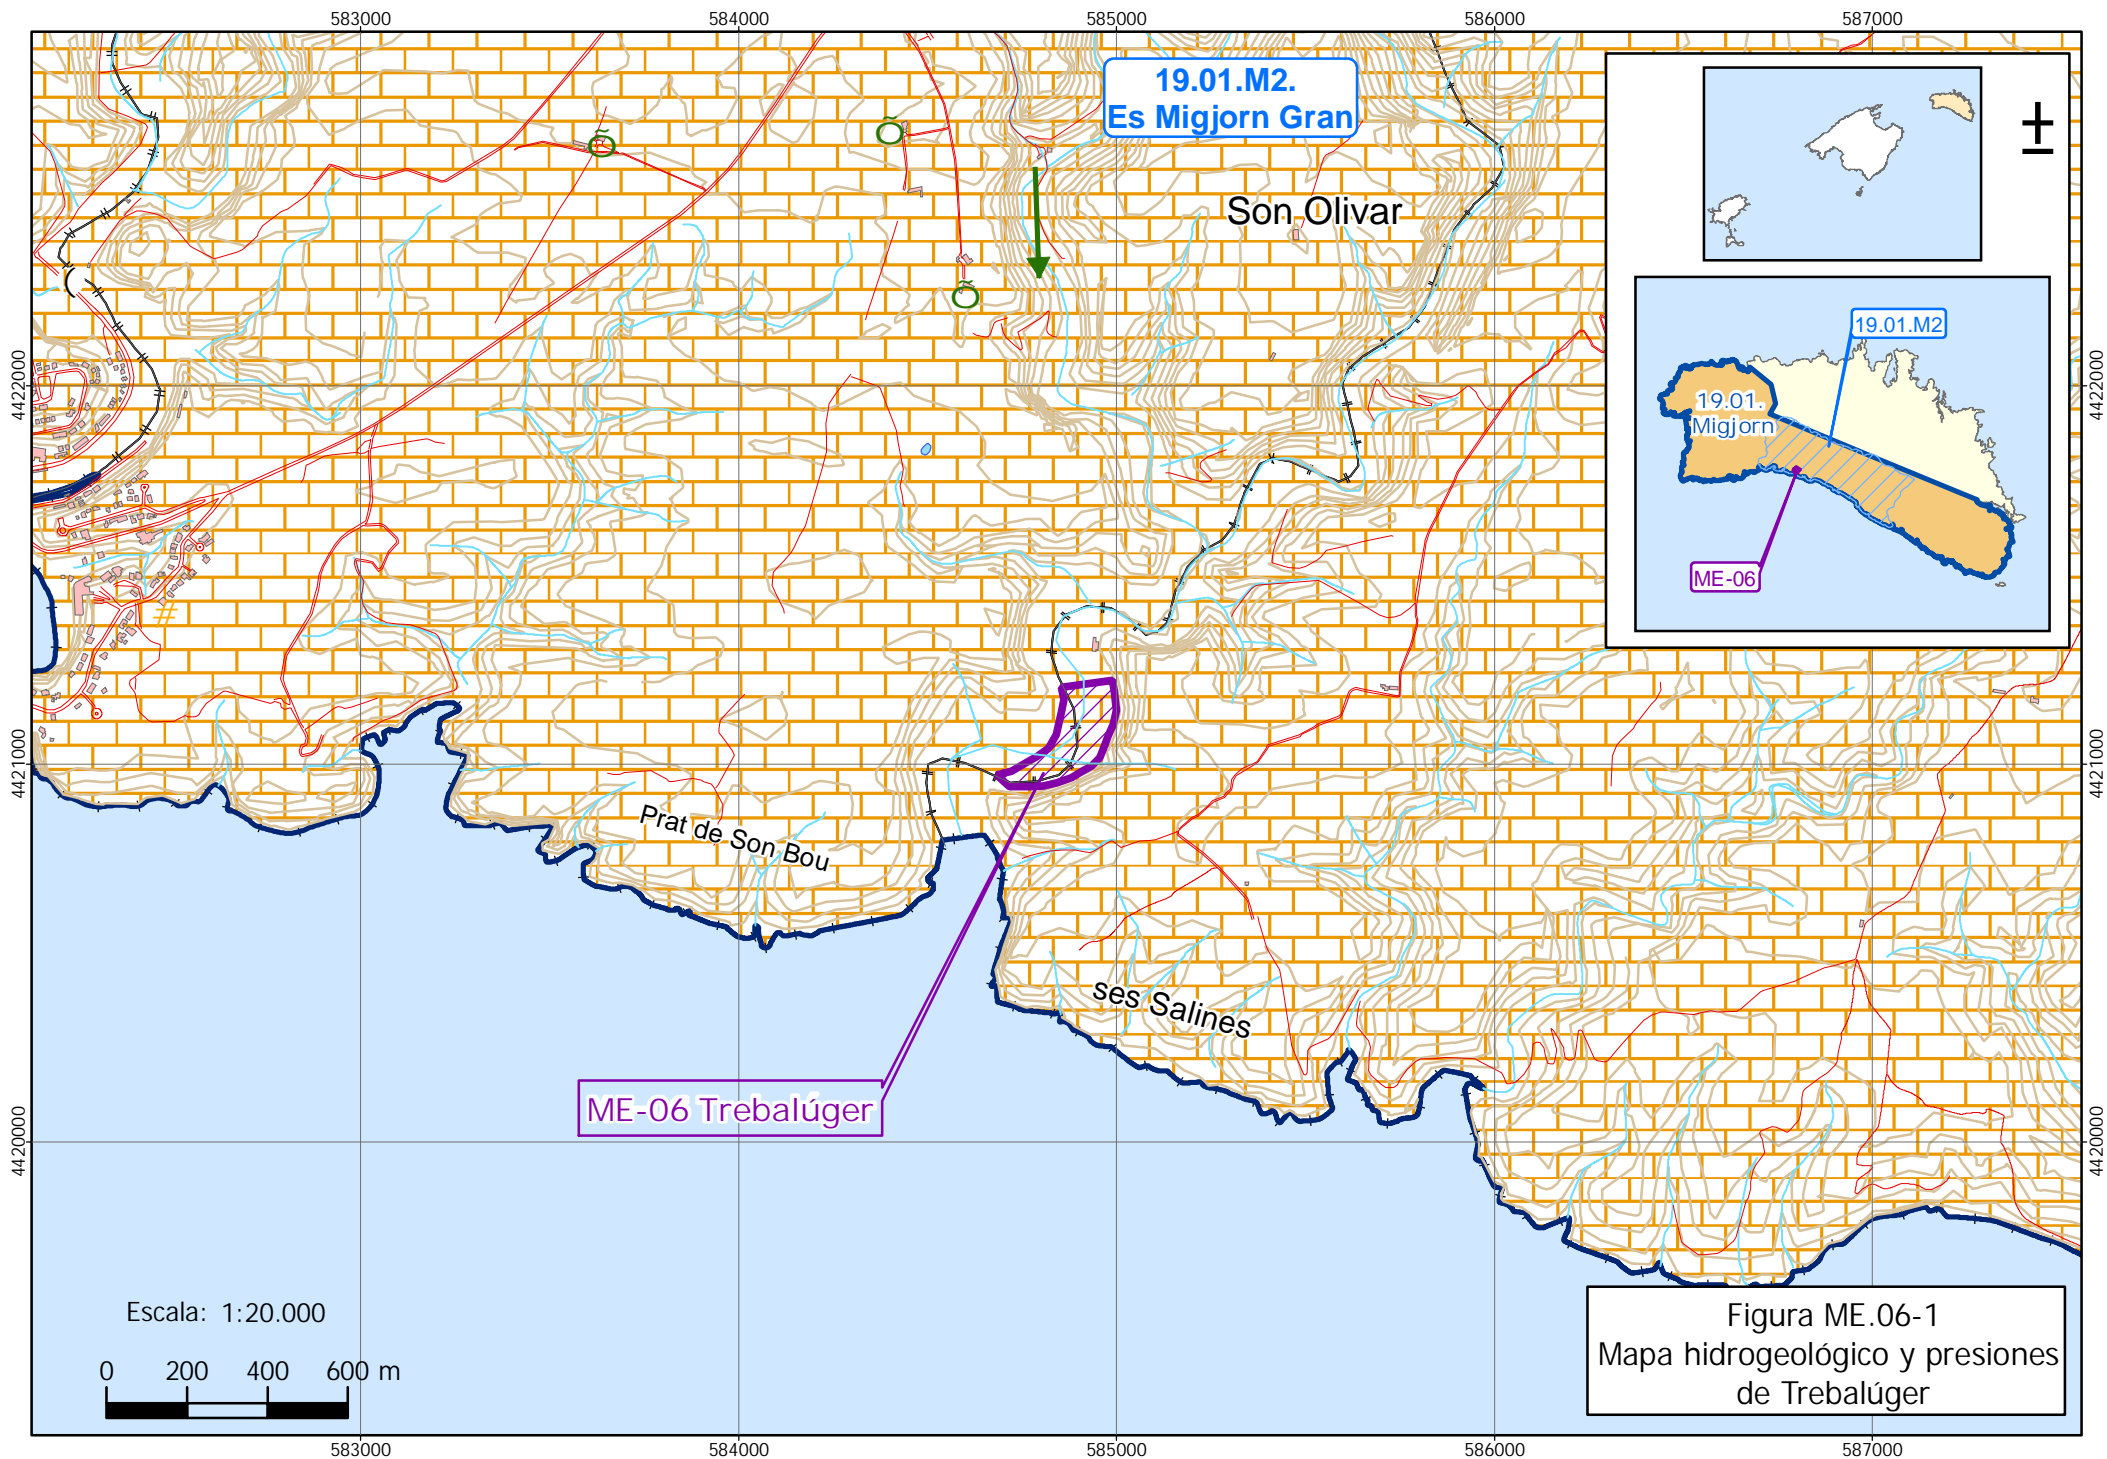 583000
584000
585000
586000
587000
19.01.M2.
Es Migjorn Gran
Son Olivar
±
19.01.M2
19.01.
Migjorn
ME-06
4422000
4422000
4421000
4421000
Prat de Son Bou
ses Salines
ME-06 Trebalúger
4420000
4420000
Escala: 1:20.000
0 200 400 600 m
Figura ME.06-1
Mapa hidrogeológico y presiones
de Trebalúger
583000
584000
585000
586000
587000